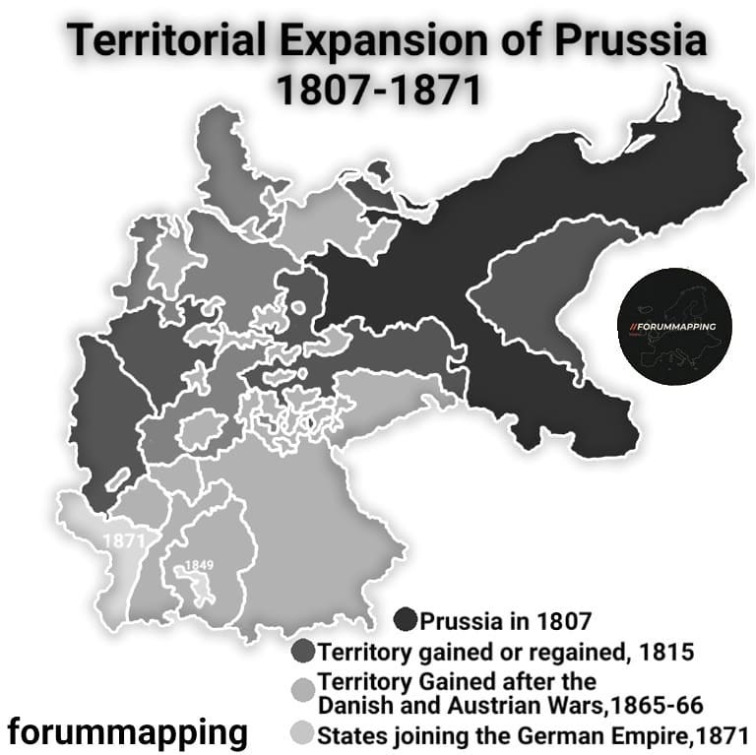 Territorial Expansion of Prussia
1807-1871
//FORUMMAPPING
1871
1849
Prussia in 1807
Territory gained or regained, 1815
Territory Gained after the
Danish and Austrian Wars,1865-66
States joining the German Empire,1871
forummapping